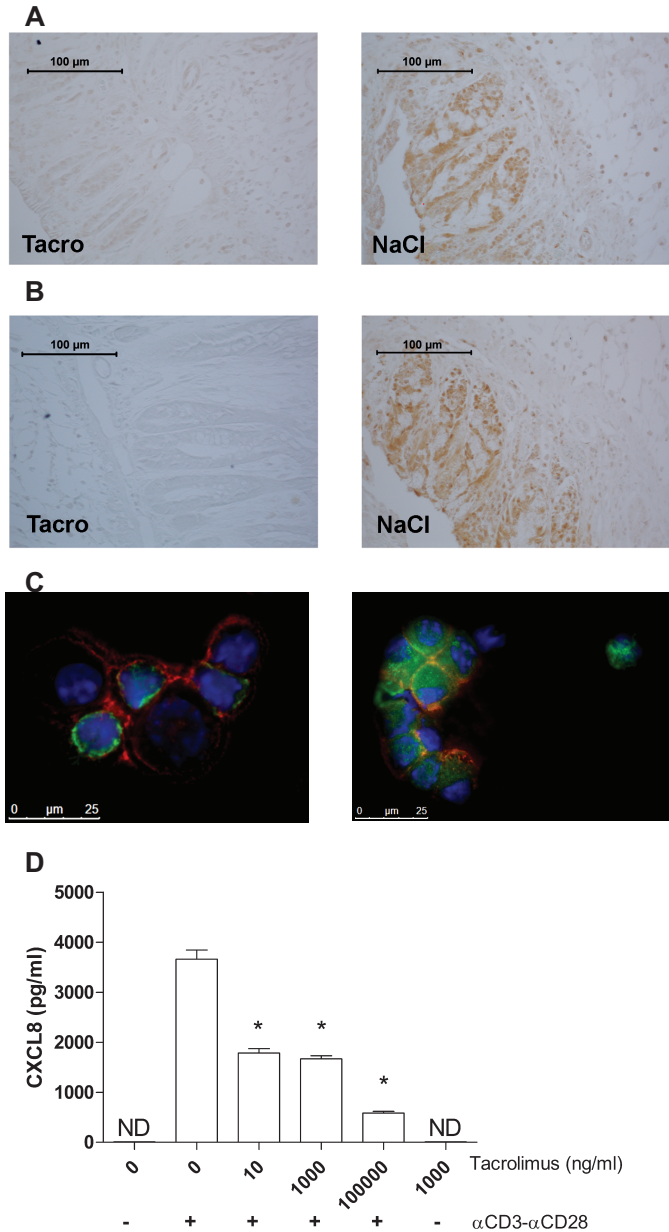 A
100 µm
100 µm
Tacro
NaCl
B
100 µm
100 µm
Tacro
NaCl
C
0 µm 25
0 µm 25
D
CXCL8 (pg/ml)
5000
4000
3000
2000
1000
0
ND
*
*
*
ND
0 0 10 1000 100000 1000 Tacrolimus (ng/ml)
- + + + + - αCD3-αCD28